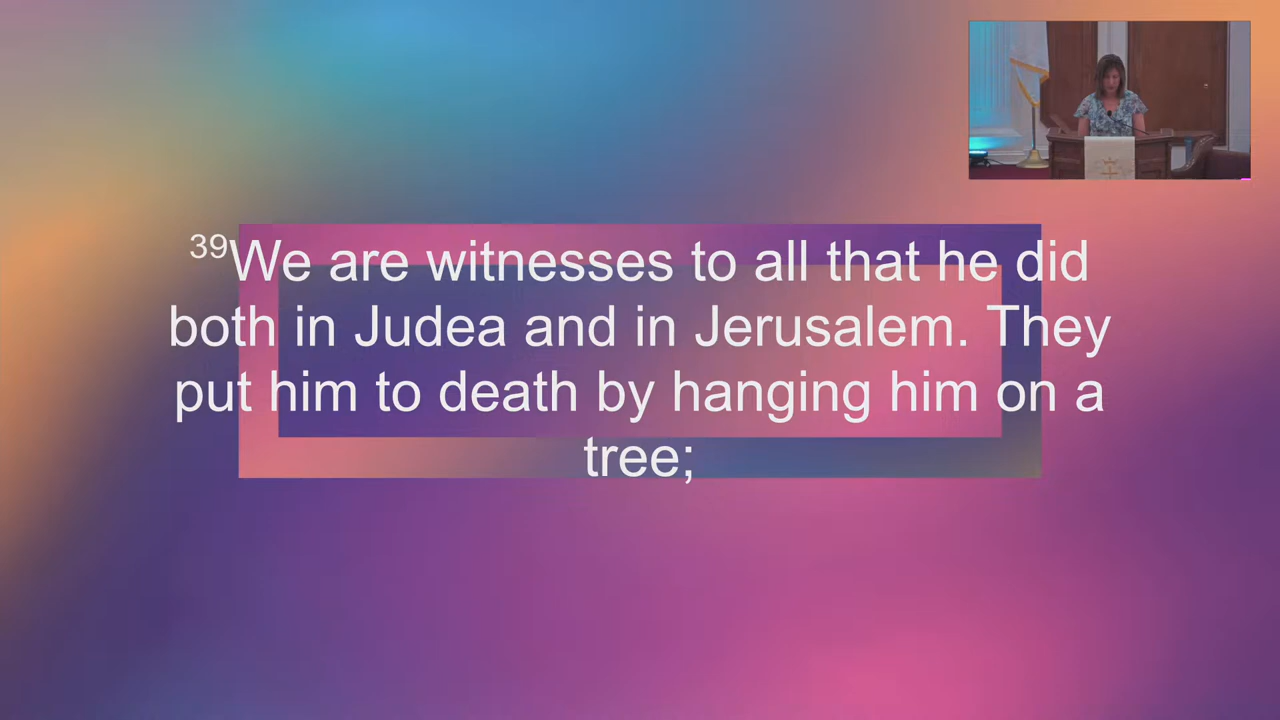 39We are witnesses to all that he did
both in Judea and in Jerusalem. They
put him to death by hanging him on a
tree;